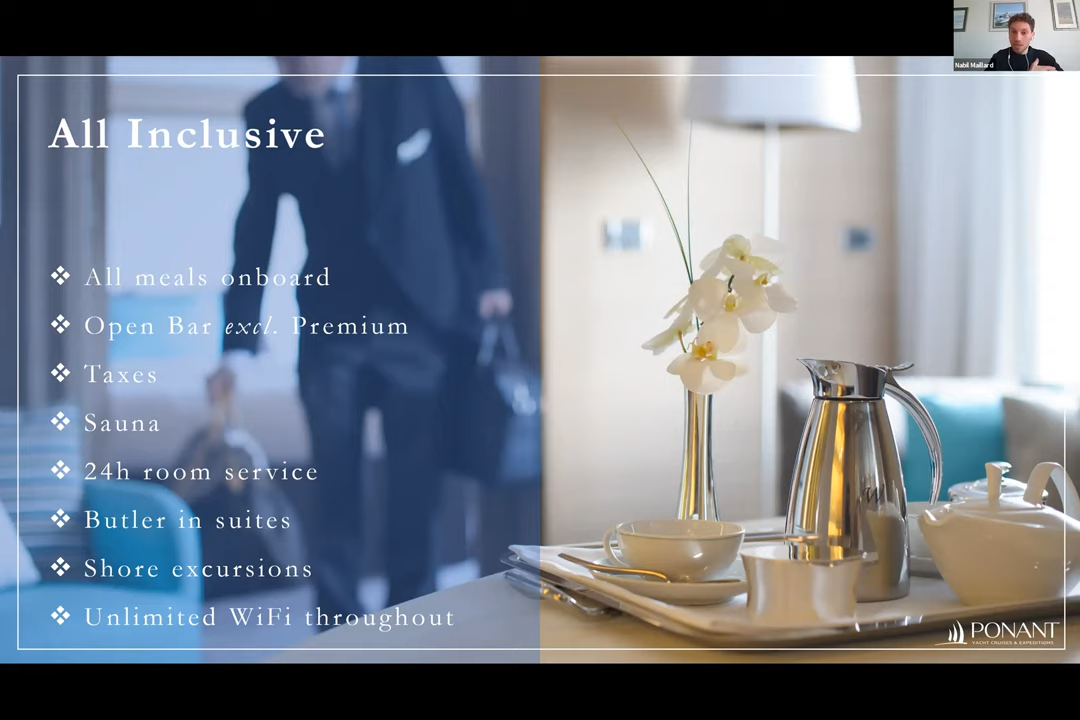 Nabil Maillard
All Inclusive
❖ All meals onboard
❖ Open Bar excl. Premium
❖ Taxes
❖ Sauna
❖ 24h room service
❖ Butler in suites
❖ Shore excursions
❖ Unlimited WiFi throughout
PONANT
YACHT CRUISES & EXPEDITIONS